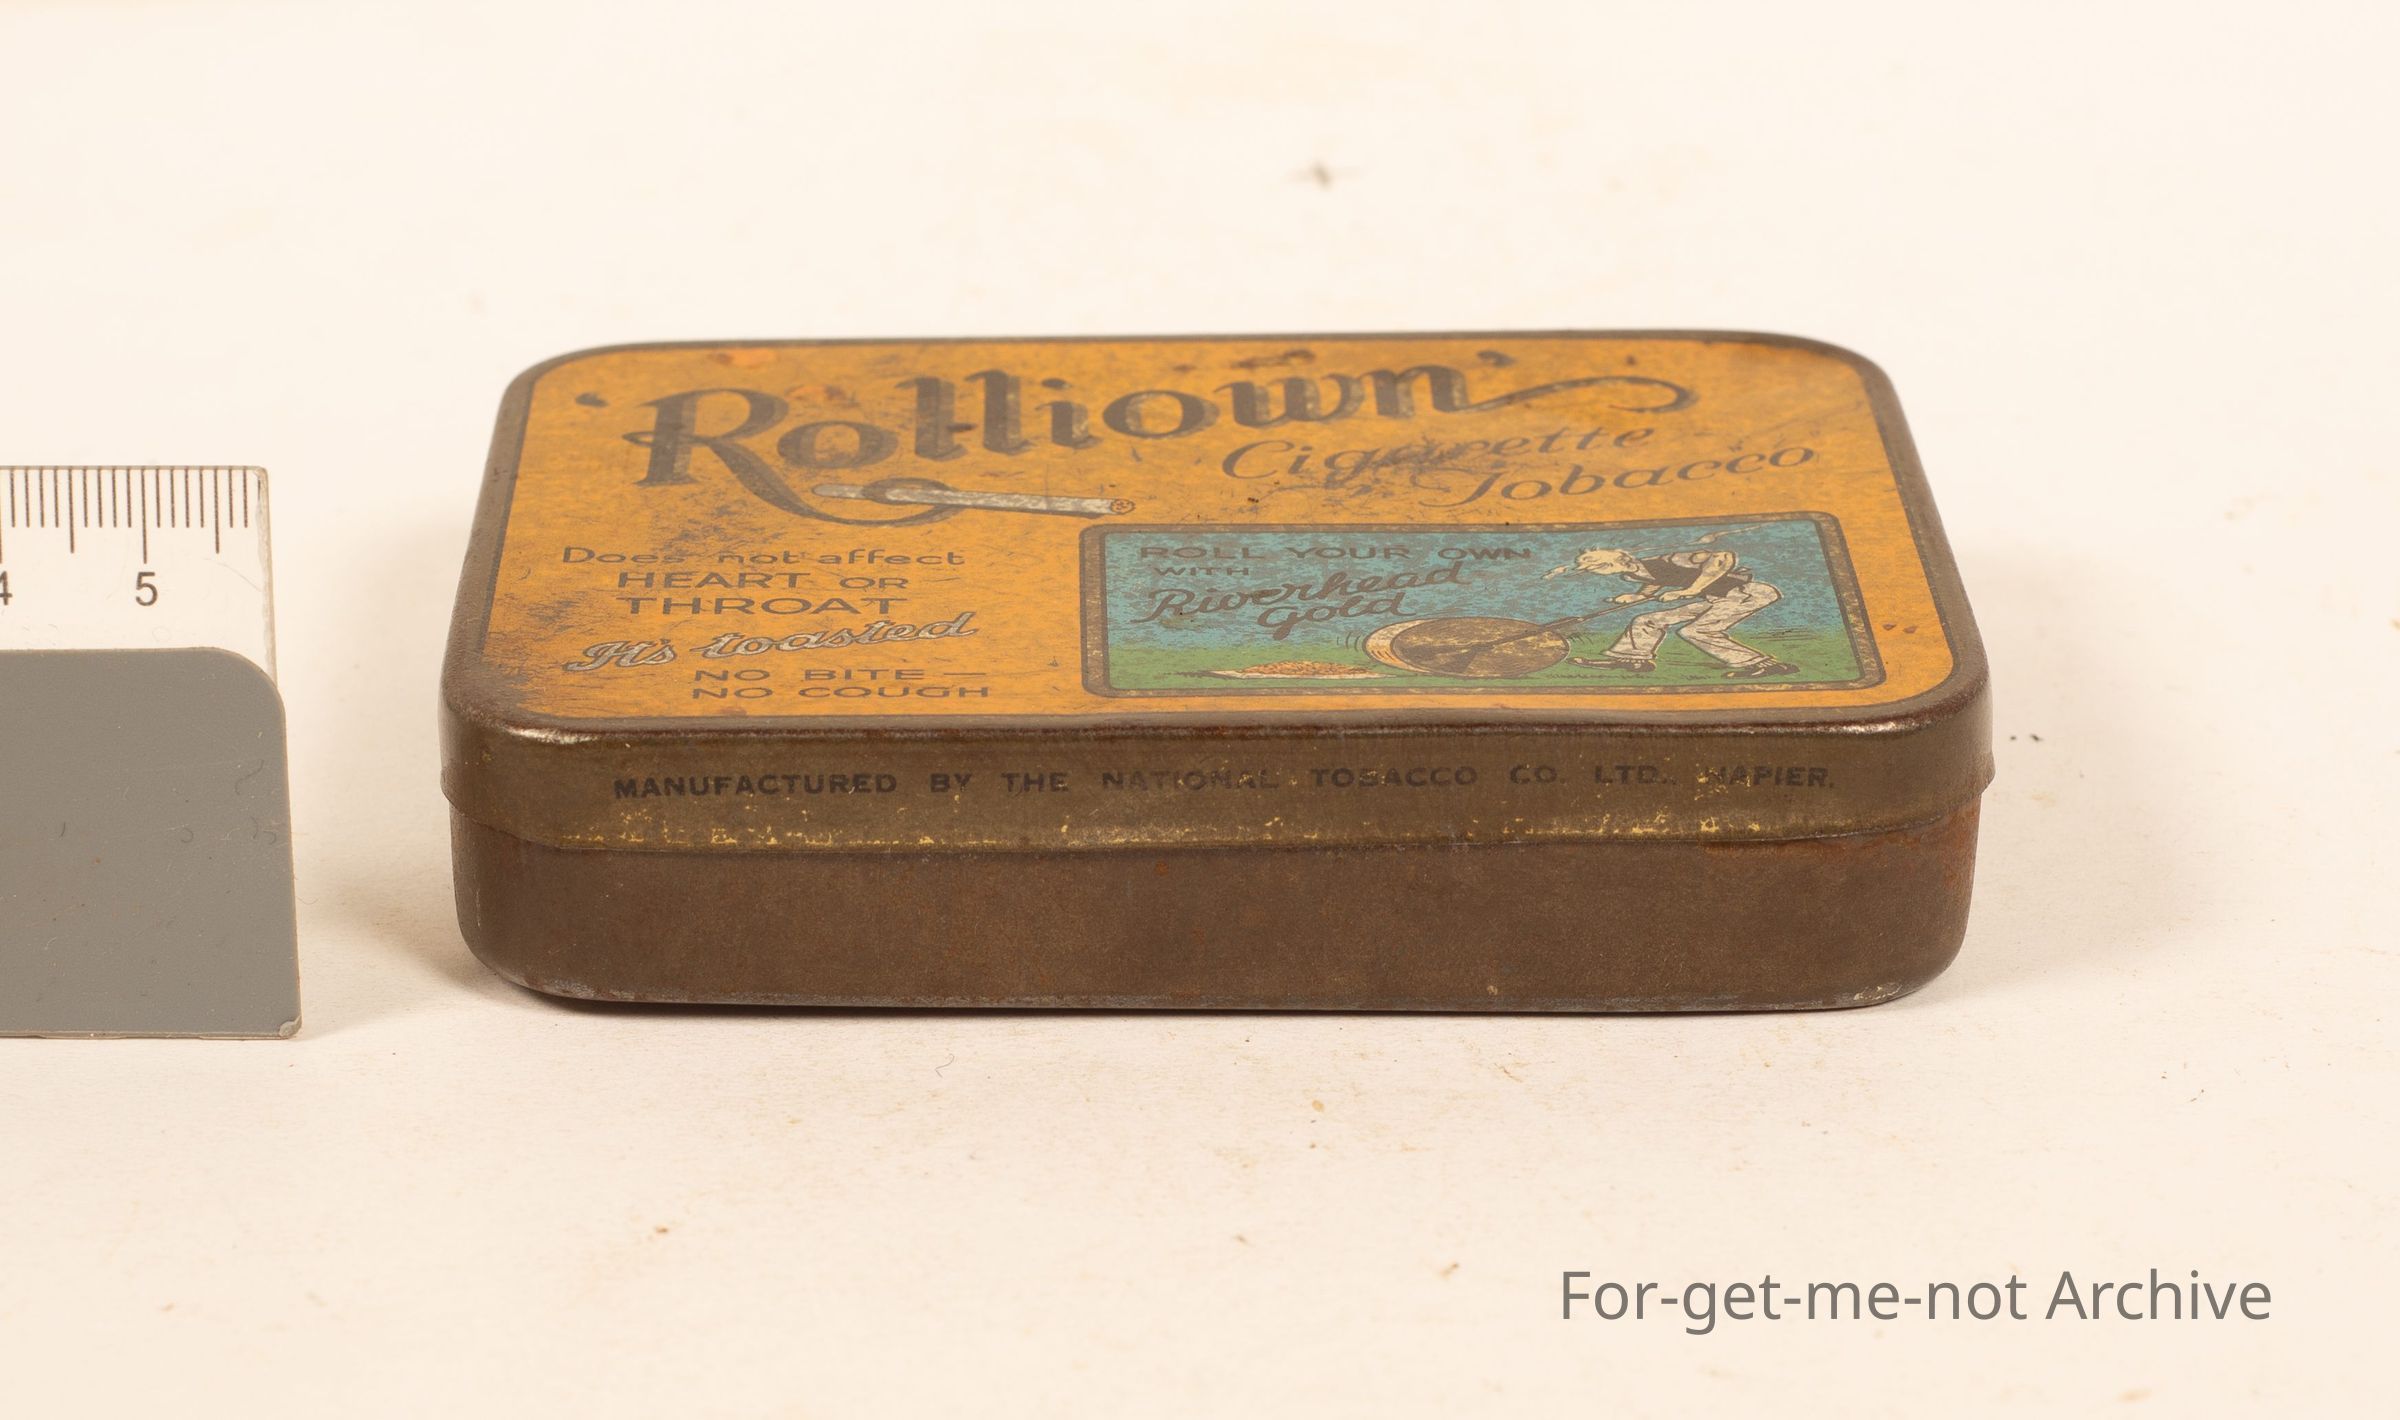 'Rolliown'
Cigarette
Tobacco
Does not affect
HEART OR
THROAT
It's toasted
NO BITE —
NO COUGH
ROLL YOUR OWN
WITH
Riverhead
Gold
MANUFACTURED BY THE NATIONAL TOBACCO CO. LTD., NAPIER.
4 5
For-get-me-not Archive